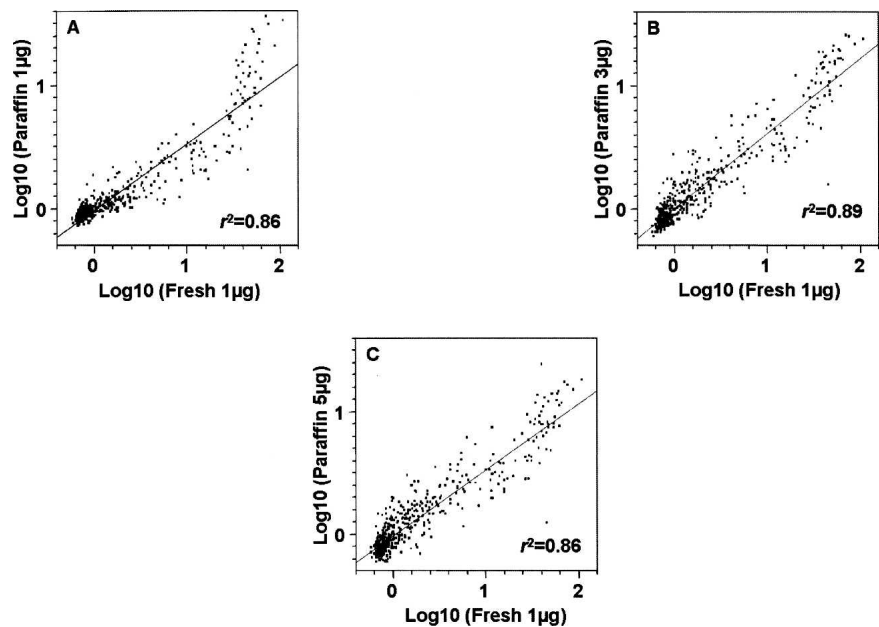 A
Log10 (Paraffin 1µg)
1
0
r²=0.86
0 1 2
Log10 (Fresh 1µg)
B
Log10 (Paraffin 3µg)
1
0
r²=0.89
0 1 2
Log10 (Fresh 1µg)
C
Log10 (Paraffin 5µg)
1
0
r²=0.86
0 1 2
Log10 (Fresh 1µg)